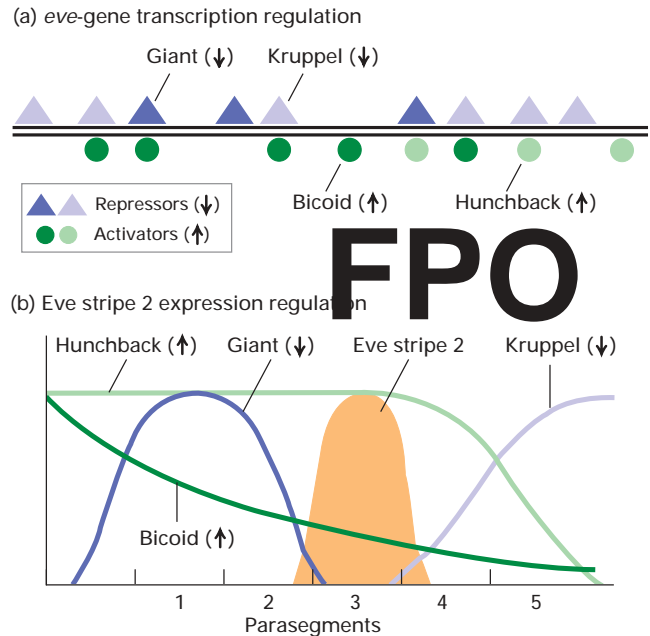 (a) eve-gene transcription regulation
Giant (↓)
Kruppel (↓)
Bicoid (↑)
Hunchback (↑)
Repressors (↓)
Activators (↑)
FPO
(b) Eve stripe 2 expression regulation
Hunchback (↑)
Giant (↓)
Eve stripe 2
Kruppel (↓)
Bicoid (↑)
1 2 3 4 5
Parasegments